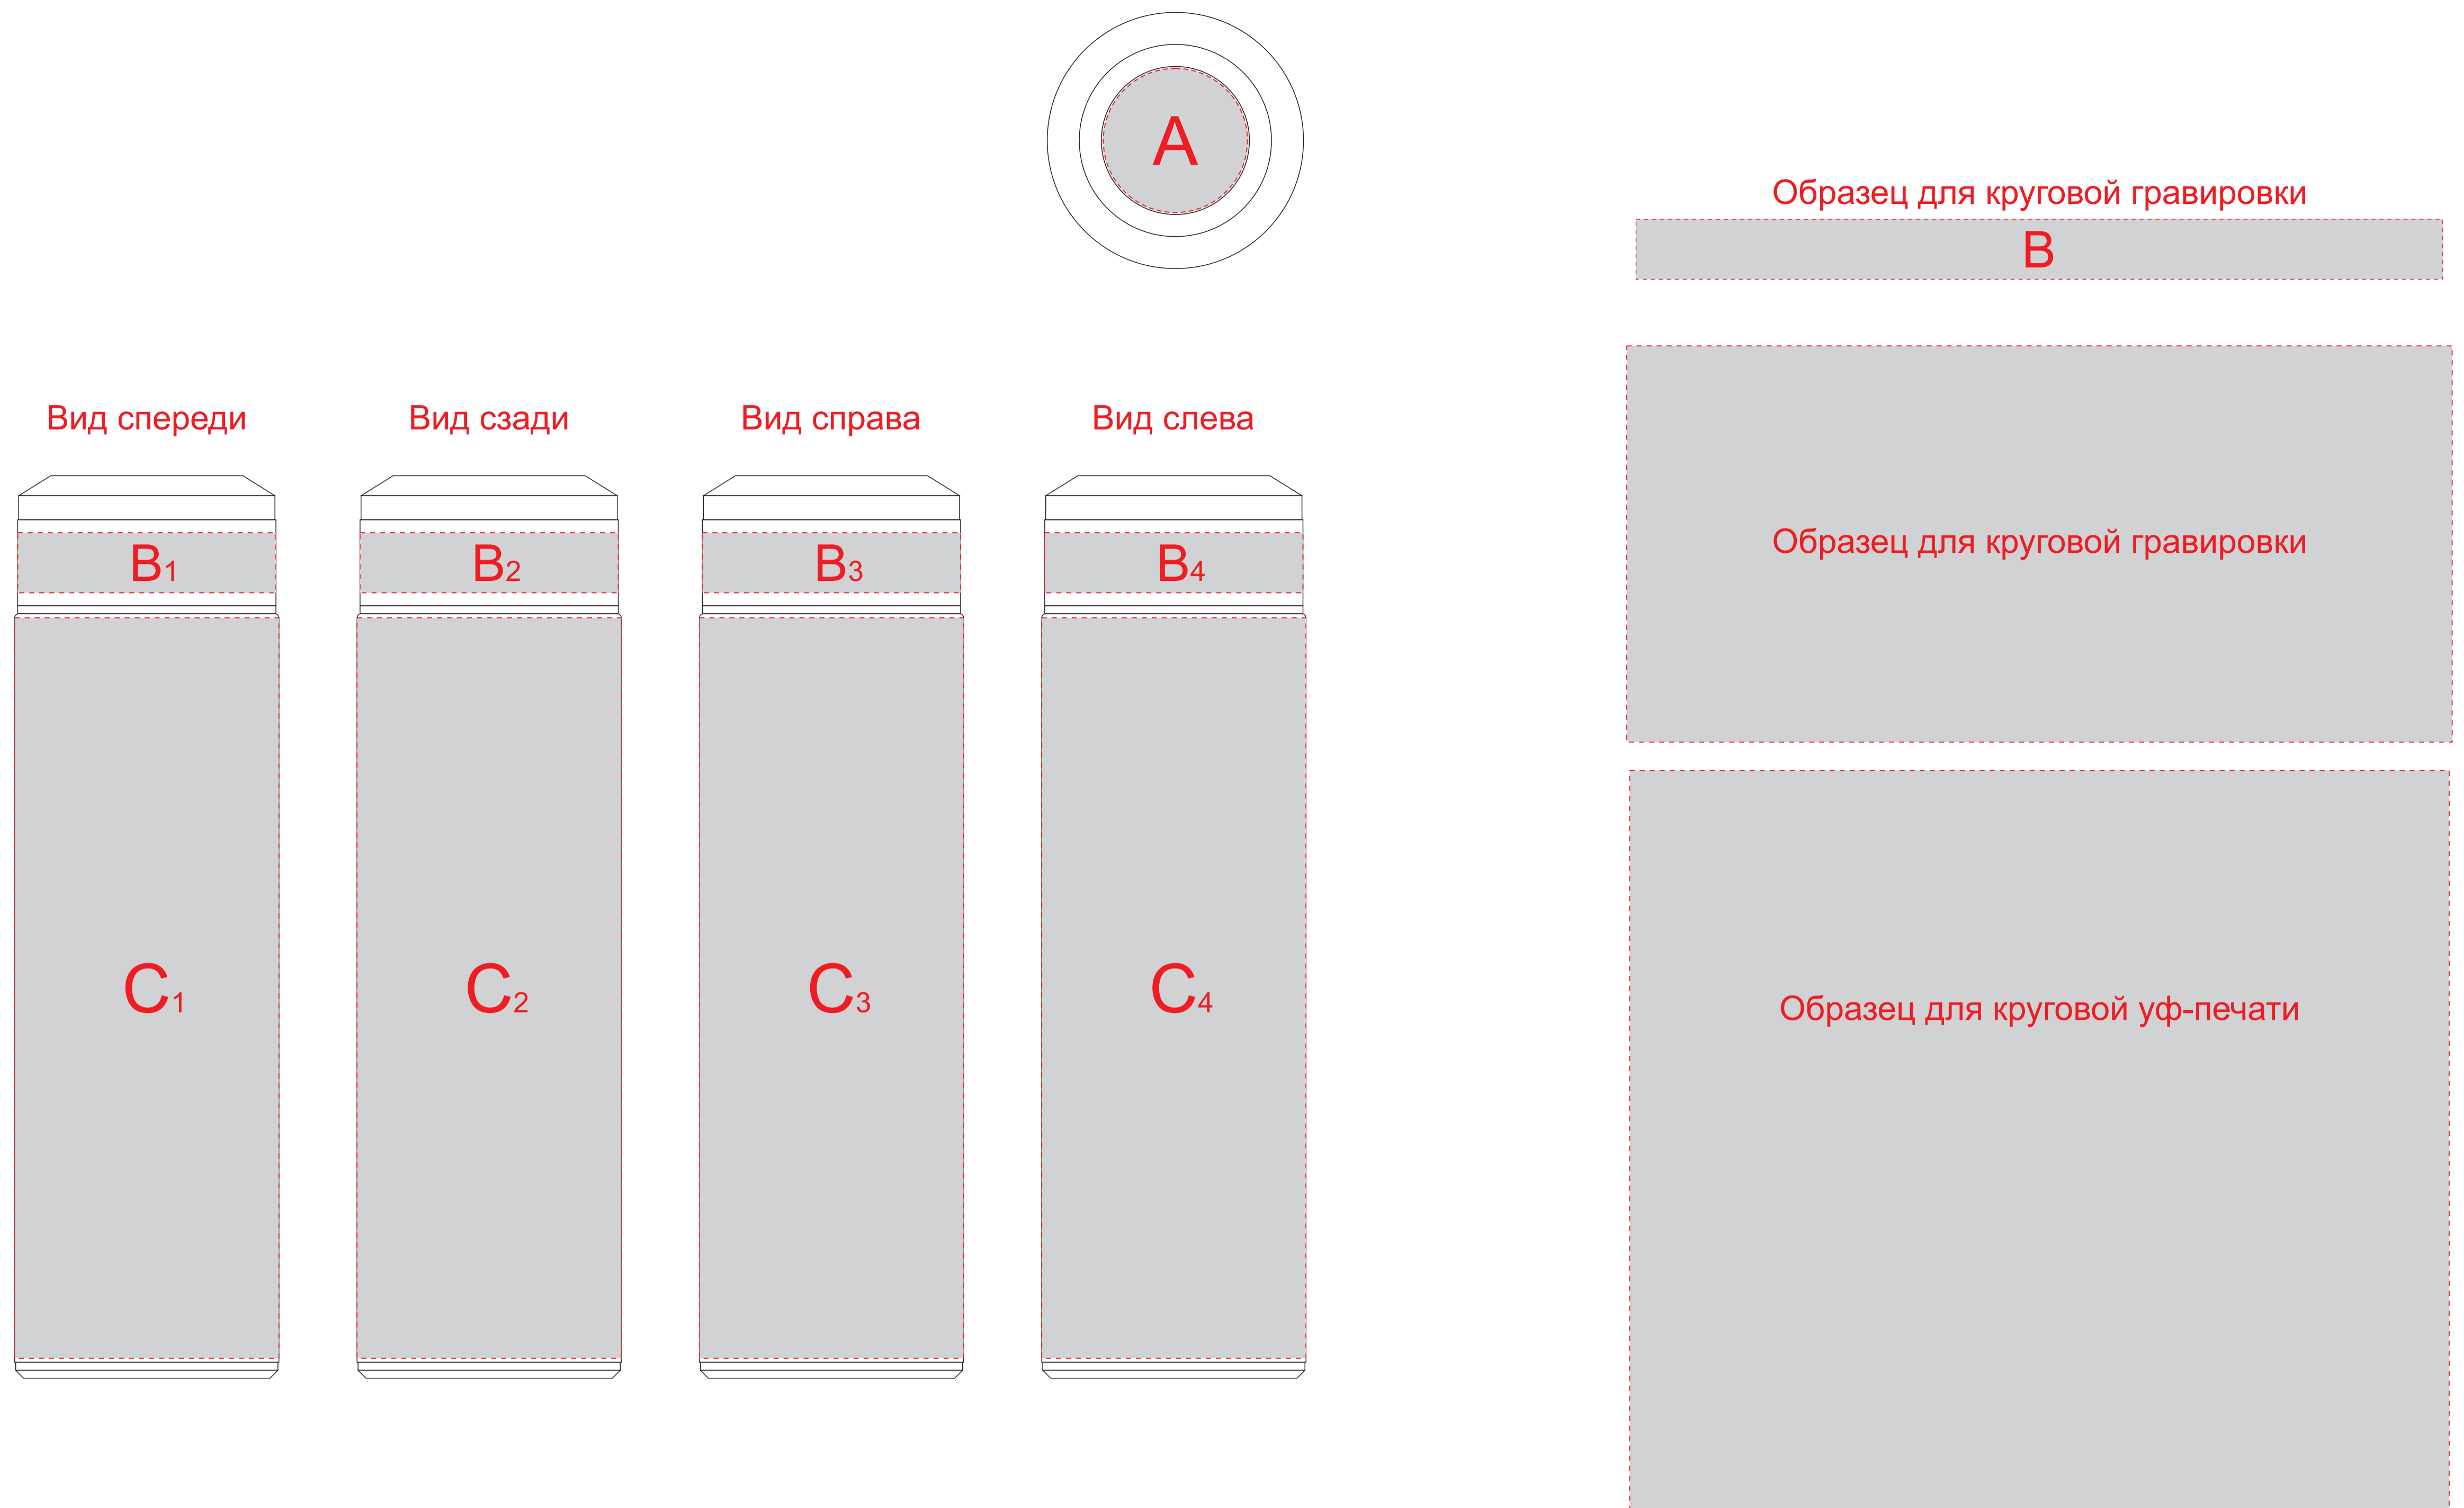 A
Образец для круговой гравировки
B
Вид спереди
Вид сзади
Вид справа
Вид слева
B1
B2
B3
B4
Образец для круговой гравировки
C1
C2
C3
C4
Образец для круговой уф-печати